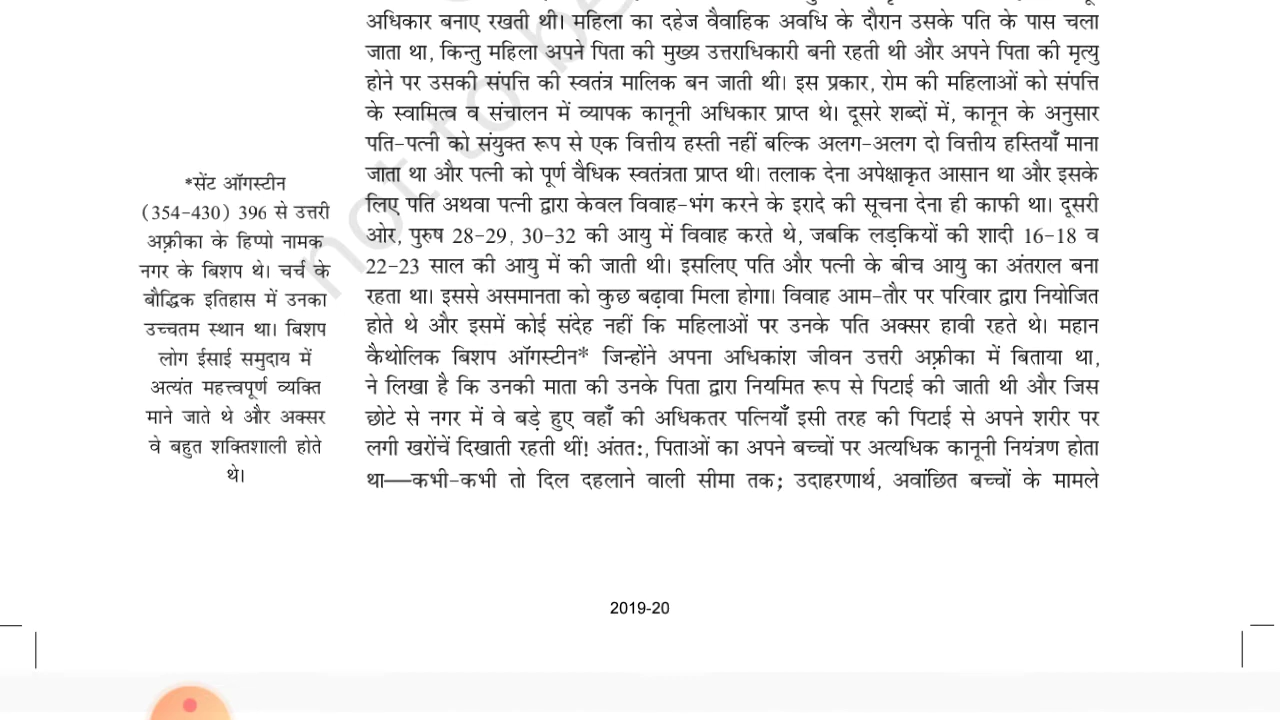 अधिकार बनाए रखती थी। महिला का दहेज वैवाहिक अवधि के दौरान उसके पति के पास चला
जाता था, किन्तु महिला अपने पिता की मुख्य उत्तराधिकारी बनी रहती थी और अपने पिता की मृत्यु
होने पर उसकी संपत्ति की स्वतंत्र मालिक बन जाती थी। इस प्रकार, रोम की महिलाओं को संपत्ति
के स्वामित्व व संचालन में व्यापक कानूनी अधिकार प्राप्त थे। दूसरे शब्दों में, कानून के अनुसार
पति-पत्नी को संयुक्त रूप से एक वित्तीय हस्ती नहीं बल्कि अलग-अलग दो वित्तीय हस्तियाँ माना
जाता था और पत्नी को पूर्ण वैधिक स्वतंत्रता प्राप्त थी। तलाक देना अपेक्षाकृत आसान था और इसके
लिए पति अथवा पत्नी द्वारा केवल विवाह-भंग करने के इरादे की सूचना देना ही काफी था। दूसरी
ओर, पुरुष 28-29, 30-32 की आयु में विवाह करते थे, जबकि लड़कियों की शादी 16-18 व
22-23 साल की आयु में की जाती थी। इसलिए पति और पत्नी के बीच आयु का अंतराल बना
रहता था। इससे असमानता को कुछ बढ़ावा मिला होगा। विवाह आम-तौर पर परिवार द्वारा नियोजित
होते थे और इसमें कोई संदेह नहीं कि महिलाओं पर उनके पति अक्सर हावी रहते थे। महान
कैथोलिक बिशप ऑगस्टीन* जिन्होंने अपना अधिकांश जीवन उत्तरी अफ़्रीका में बिताया था,
ने लिखा है कि उनकी माता की उनके पिता द्वारा नियमित रूप से पिटाई की जाती थी और जिस
छोटे से नगर में वे बड़े हुए वहाँ की अधिकतर पत्नियाँ इसी तरह की पिटाई से अपने शरीर पर
लगी खरोंचें दिखाती रहती थीं! अंतत:, पिताओं का अपने बच्चों पर अत्यधिक कानूनी नियंत्रण होता
था—कभी-कभी तो दिल दहलाने वाली सीमा तक; उदाहरणार्थ, अवांछित बच्चों के मामले
*सेंट ऑगस्टीन
(354-430) 396 से उत्तरी
अफ़्रीका के हिप्पो नामक
नगर के बिशप थे। चर्च के
बौद्धिक इतिहास में उनका
उच्चतम स्थान था। बिशप
लोग ईसाई समुदाय में
अत्यंत महत्त्वपूर्ण व्यक्ति
माने जाते थे और अक्सर
वे बहुत शक्तिशाली होते
थे।
not to be
2019-20